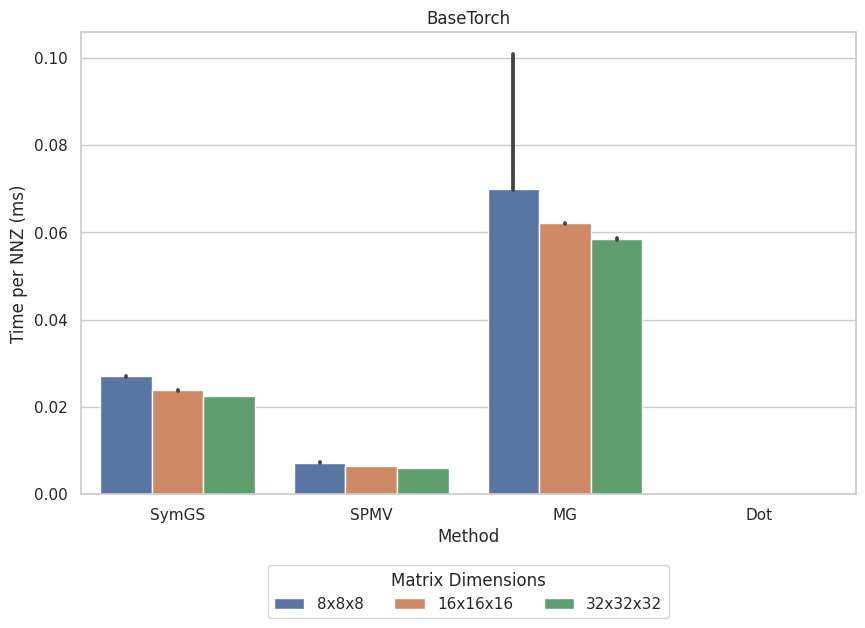 BaseTorch
Time per NNZ (ms)
0.10
0.08
0.06
0.04
0.02
0.00
SymGS SPMV MG Dot
Method
Matrix Dimensions
8x8x8 16x16x16 32x32x32